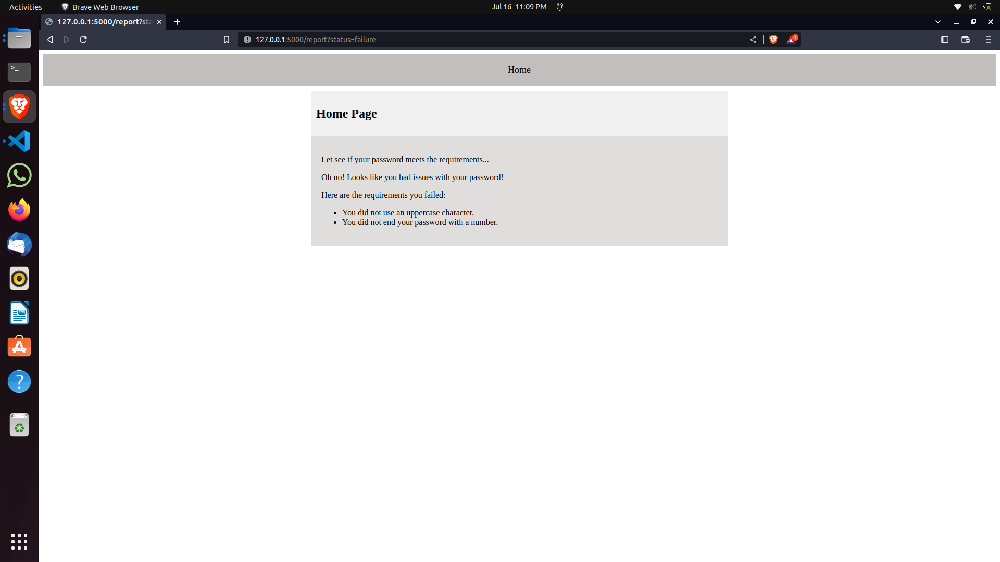 Activities
Brave Web Browser
Jul 16 11:09 PM
127.0.0.1:5000/report?sta
127.0.0.1:5000/report?status=failure
1
>_
Home
Home Page
Let see if your password meets the requirements...
Oh no! Looks like you had issues with your password!
Here are the requirements you failed:
• You did not use an uppercase character.
• You did not end your password with a number.
?